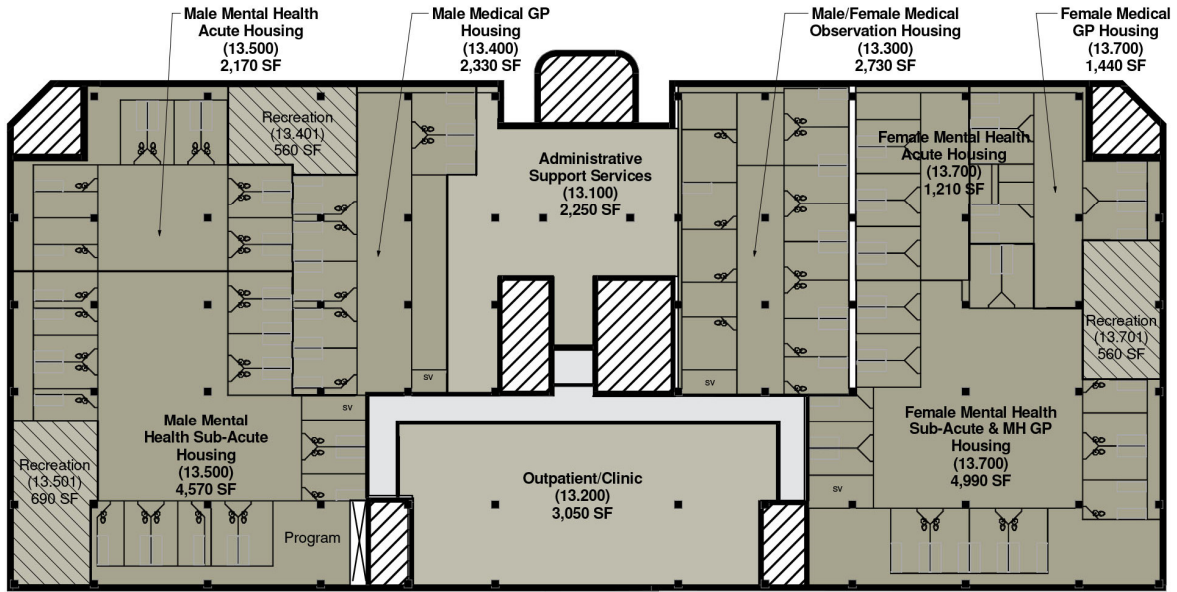 Male Mental Health
Acute Housing
(13.500)
2,170 SF
Male Medical GP
Housing
(13.400)
2,330 SF
Male/Female Medical
Observation Housing
(13.300)
2,730 SF
Female Medical
GP Housing
(13.700)
1,440 SF
Recreation
(13.401)
560 SF
Administrative
Support Services
(13.100)
2,250 SF
Female Mental Health
Acute Housing
(13.700)
1,210 SF
Recreation
(13.701)
560 SF
SV
SV
SV
Male Mental
Health Sub-Acute
Housing
(13.500)
4,570 SF
Female Mental Health
Sub-Acute & MH GP
Housing
(13.700)
4,990 SF
Recreation
(13.501)
690 SF
Outpatient/Clinic
(13.200)
3,050 SF
SV
Program